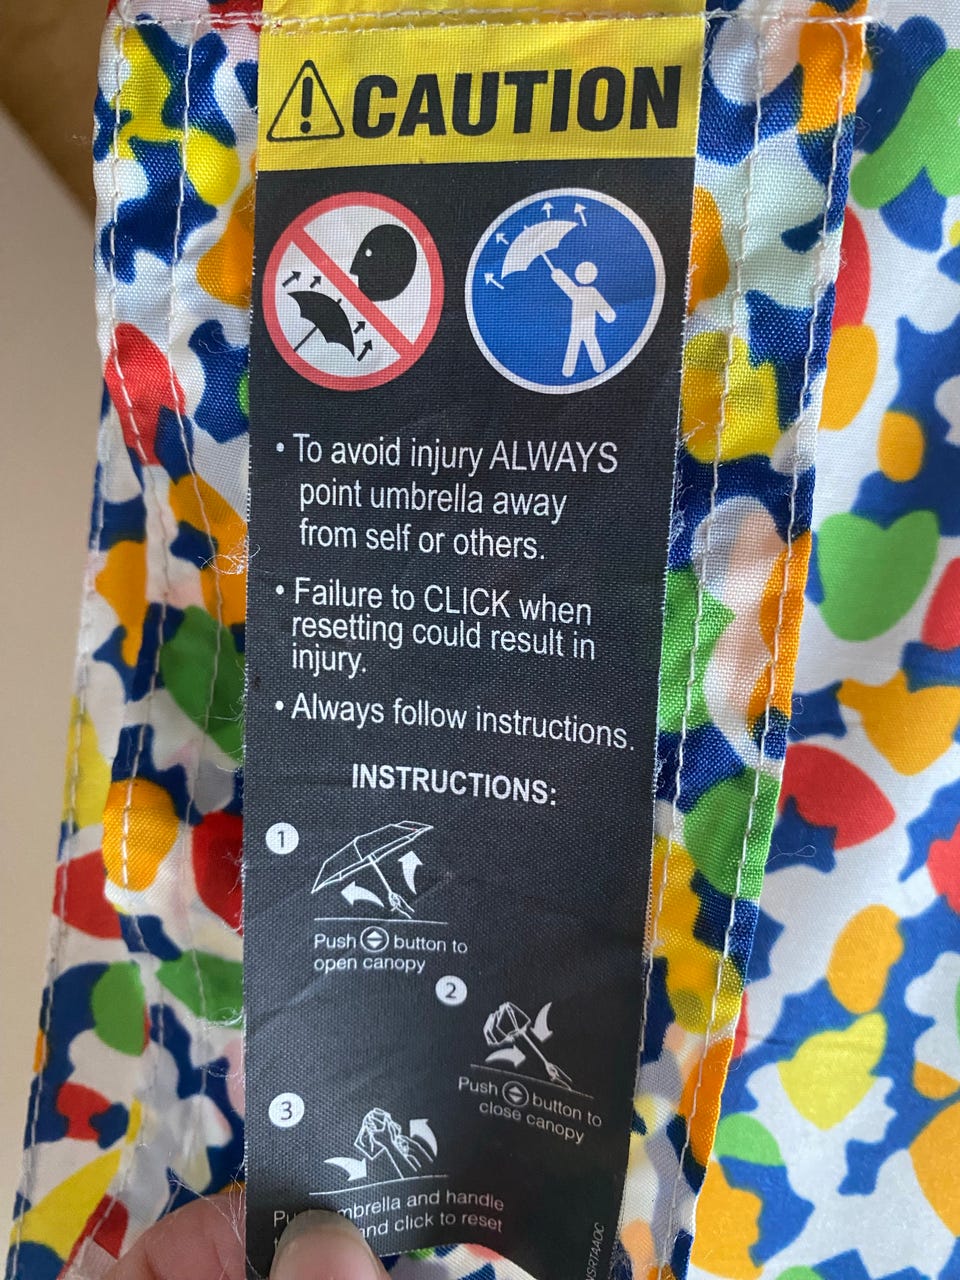 CAUTION
• To avoid injury ALWAYS
point umbrella away
from self or others.
• Failure to CLICK when
resetting could result in
injury.
• Always follow instructions.
INSTRUCTIONS:
1
Push button to
open canopy
2
Push button to
close canopy
3
umbrella and handle
and click to reset